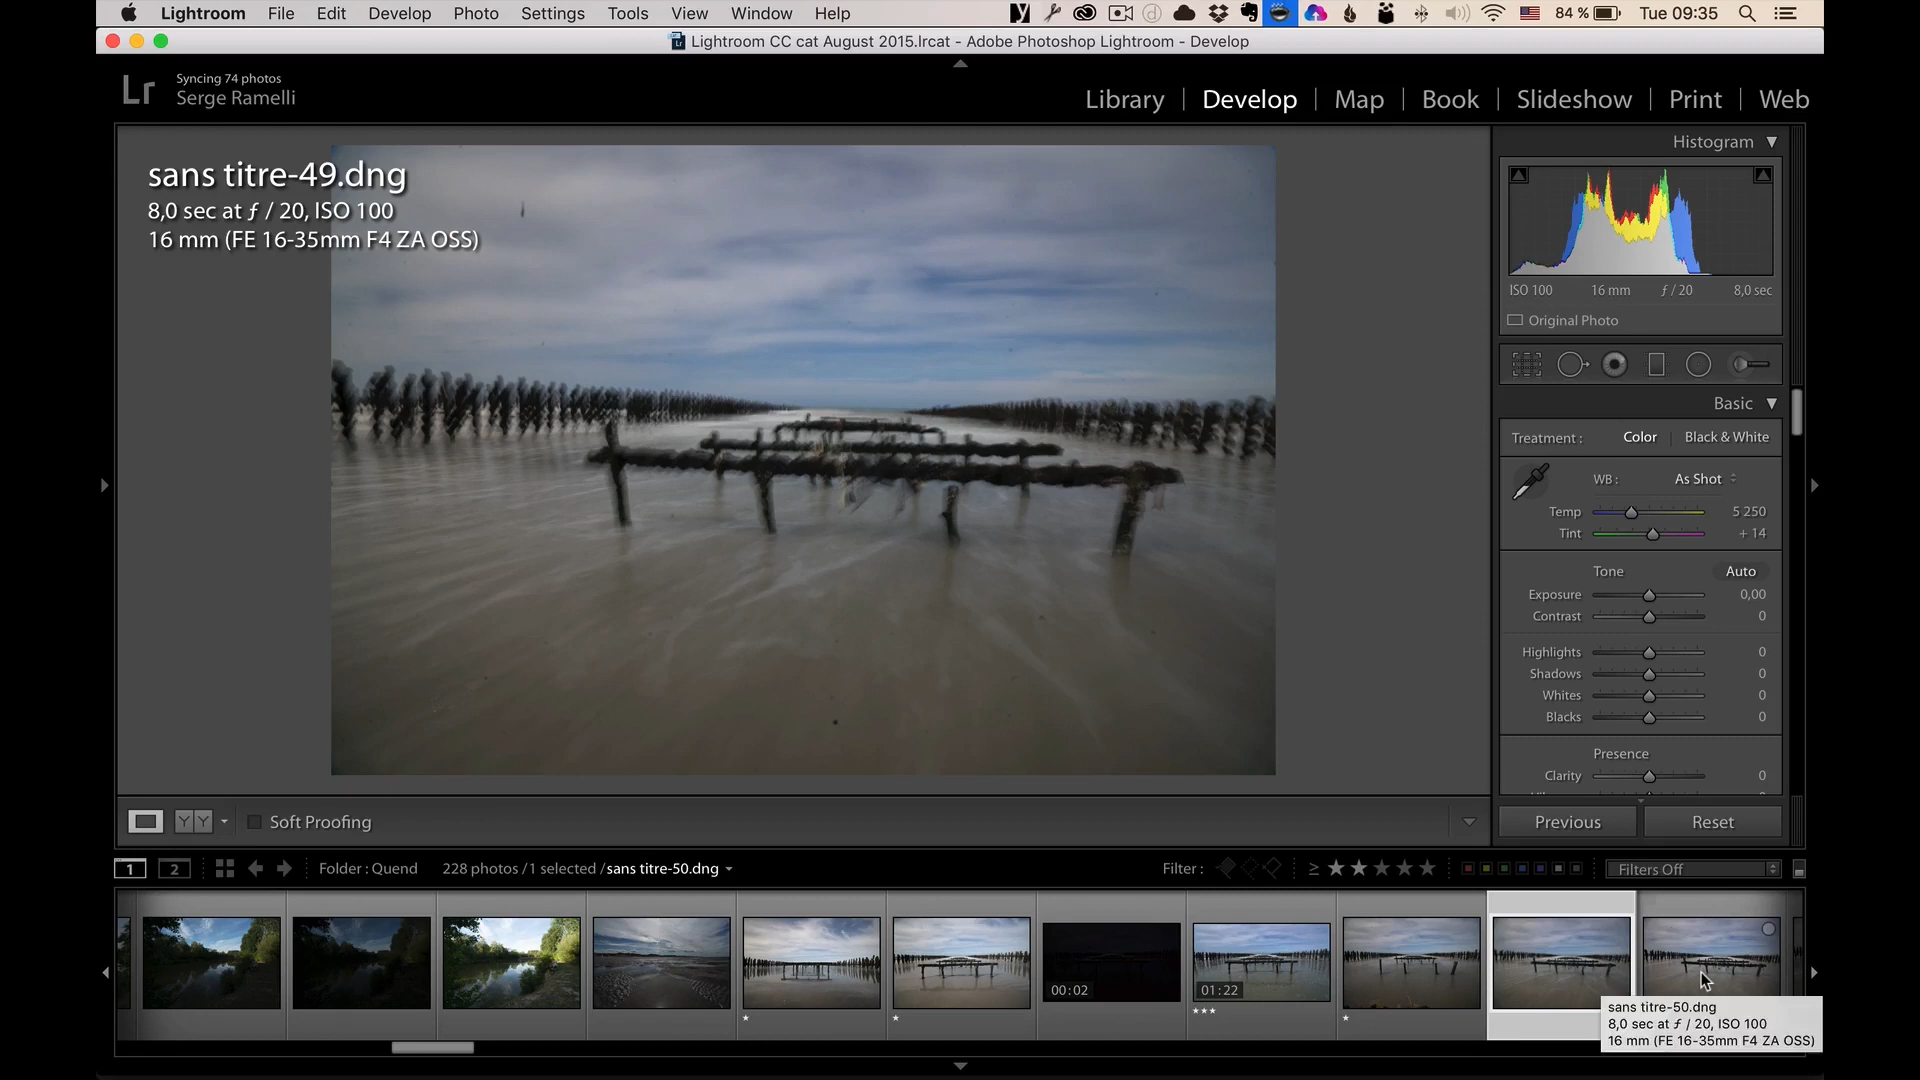 Lightroom File Edit Develop Photo Settings Tools View Window Help 84 % Tue 09:35
Lightroom CC cat August 2015.lrcat - Adobe Photoshop Lightroom - Develop
Lr Syncing 74 photos
Serge Ramelli
Library | Develop | Map | Book | Slideshow | Print | Web
sans titre-49.dng
8,0 sec at ƒ / 20, ISO 100
16 mm (FE 16-35mm F4 ZA OSS)
Histogram
ISO 100 16 mm ƒ / 20 8,0 sec
Original Photo
Basic
Treatment : Color | Black & White
WB : As Shot
Temp 5 250
Tint + 14
Tone Auto
Exposure 0,00
Contrast 0
Highlights 0
Shadows 0
Whites 0
Blacks 0
Presence
Clarity 0
Previous Reset
YY Soft Proofing
1 2 Folder : Quend 228 photos / 1 selected / sans titre-50.dng Filter : ≥ ★★★★★ Filters Off
00:02
01:22
sans titre-50.dng
8,0 sec at ƒ / 20, ISO 100
16 mm (FE 16-35mm F4 ZA OSS)